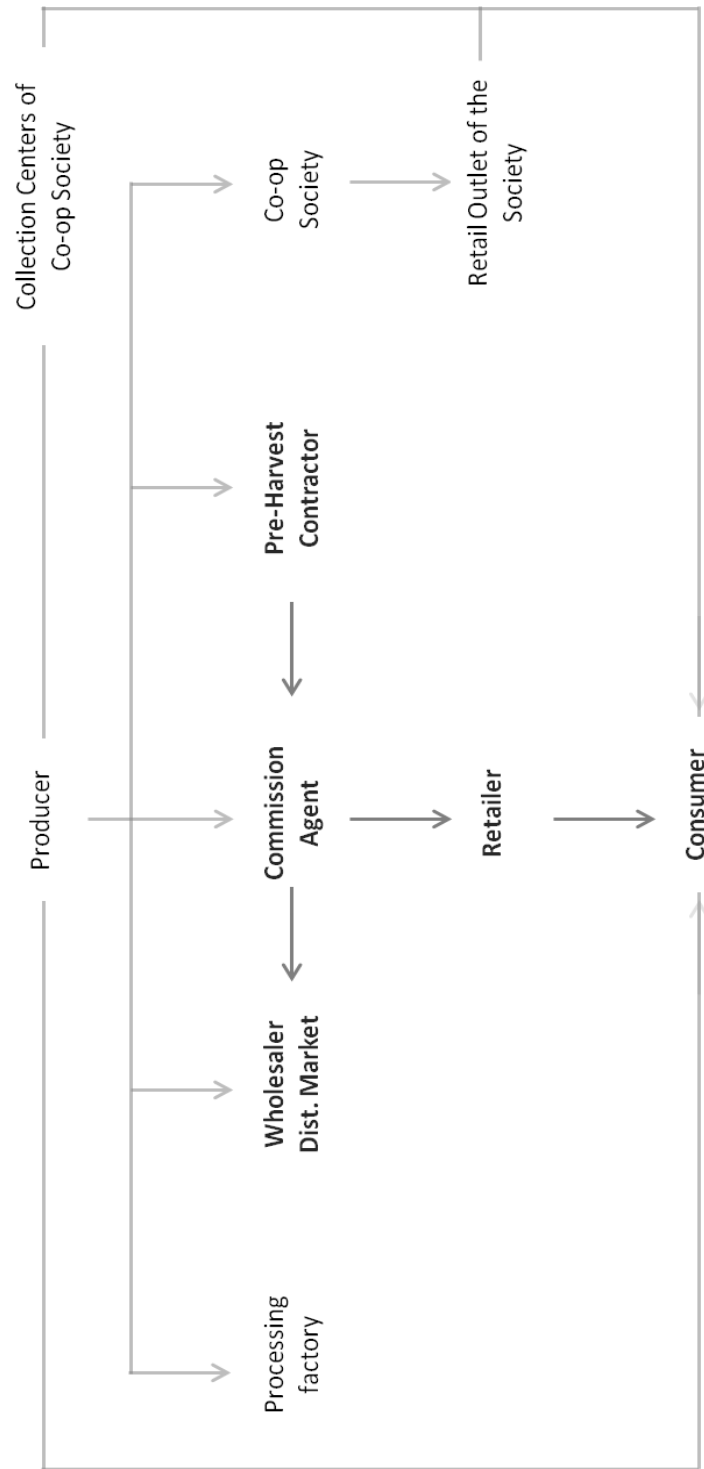 Producer
Collection Centers of
Co-op Society
Processing
factory
Wholesaler
Dist. Market
Commission
Agent
Pre-Harvest
Contractor
Co-op
Society
Retailer
Retail Outlet of the
Society
Consumer